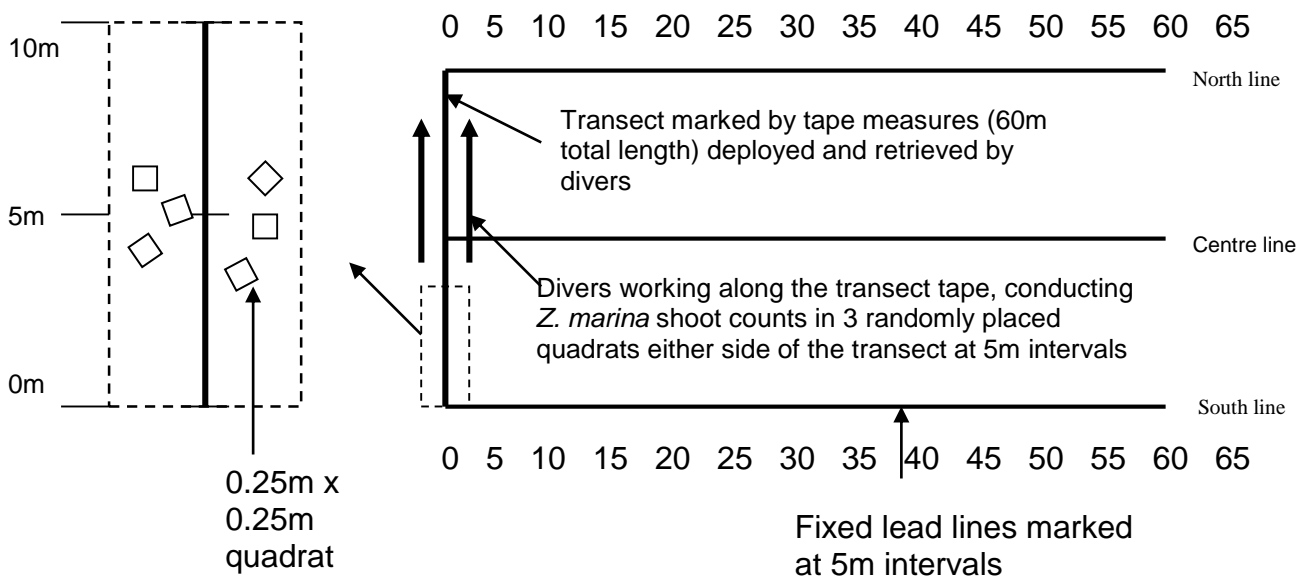 10m
5m
0m
0.25m x
0.25m
quadrat
0 5 10 15 20 25 30 35 40 45 50 55 60 65
North line
Transect marked by tape measures (60m
total length) deployed and retrieved by
divers
Centre line
Divers working along the transect tape, conducting
Z. marina shoot counts in 3 randomly placed
quadrats either side of the transect at 5m intervals
South line
0 5 10 15 20 25 30 35 40 45 50 55 60 65
Fixed lead lines marked
at 5m intervals